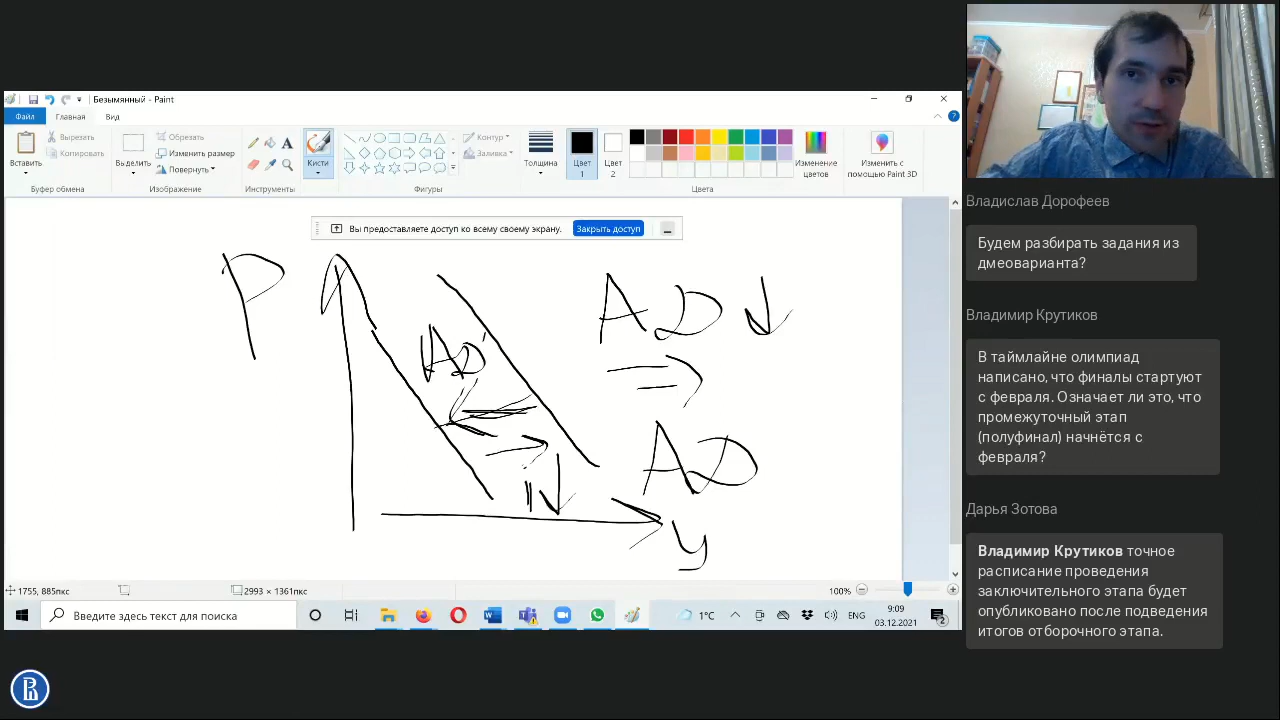 Безымянный - Paint
Файл
Главная
Вид
Вставить
Вырезать
Копировать
Буфер обмена
Выделить
Обрезать
Изменить размер
Повернуть
Изображение
A
Инструменты
Кисти
Контур
Заливка
Фигуры
Толщина
Цвет
1
Цвет
2
Изменение
цветов
Цвета
Изменить с
помощью Paint 3D
Вы предоставляете доступ ко всему своему экрану.
Закрыть доступ
P
AD'
AD
AD
y
1755, 885пкс
2993 × 1361пкс
100%
Введите здесь текст для поиска
1°C
ENG
9:09
03.12.2021
2
Владислав Дорофеев
Будем разбирать задания из
дмеоварианта?
Владимир Крутиков
В таймлайне олимпиад
написано, что финалы стартуют
с февраля. Означает ли это, что
промежуточный этап
(полуфинал) начнётся с
февраля?
Дарья Зотова
Владимир Крутиков точное
расписание проведения
заключительного этапа будет
опубликовано после подведения
итогов отборочного этапа.